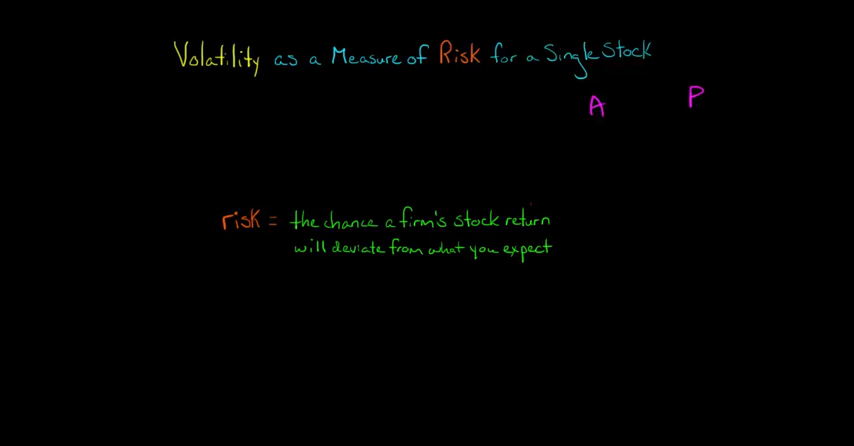 Volatility as a Measure of Risk for a Single Stock
A P
risk = the chance a firm's stock return
will deviate from what you expect